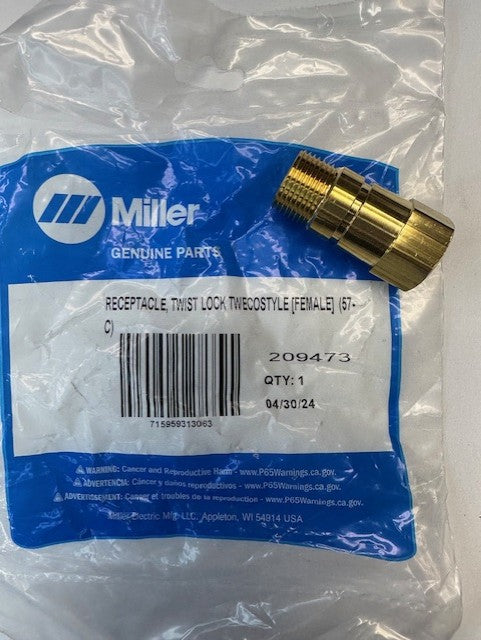 Miller
GENUINE PARTS
RECEPTACLE, TWIST LOCK TWECOSTYLE [FEMALE] (57-
C)
209473
QTY: 1
04/30/24
715959313063
WARNING: Cancer and Reproductive Harm - www.P65Warnings.ca.gov.
ADVERTENCIA: Cáncer y daños reproductivos - www.P65Warnings.ca.gov.
ADVERTISSEMENT: Cancer et troubles de la reproduction - www.P65Warnings.ca.gov.
Miller Electric Mfg. LLC, Appleton, WI 54914 USA